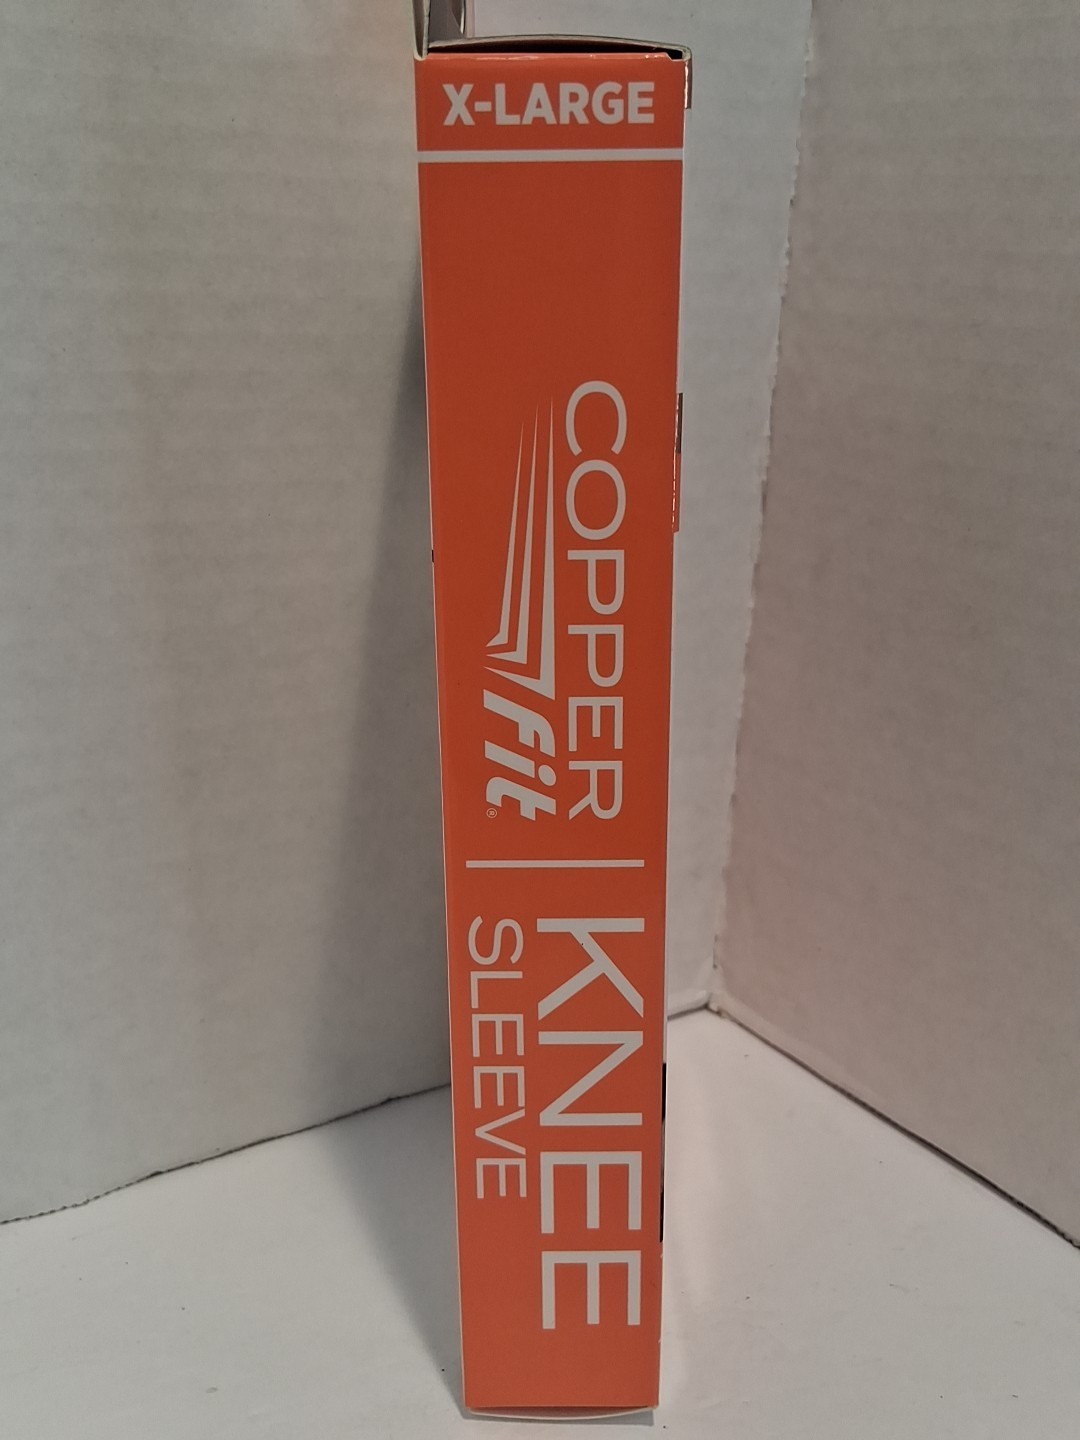 X-LARGE
COPPER
fit®
KNEE
SLEEVE